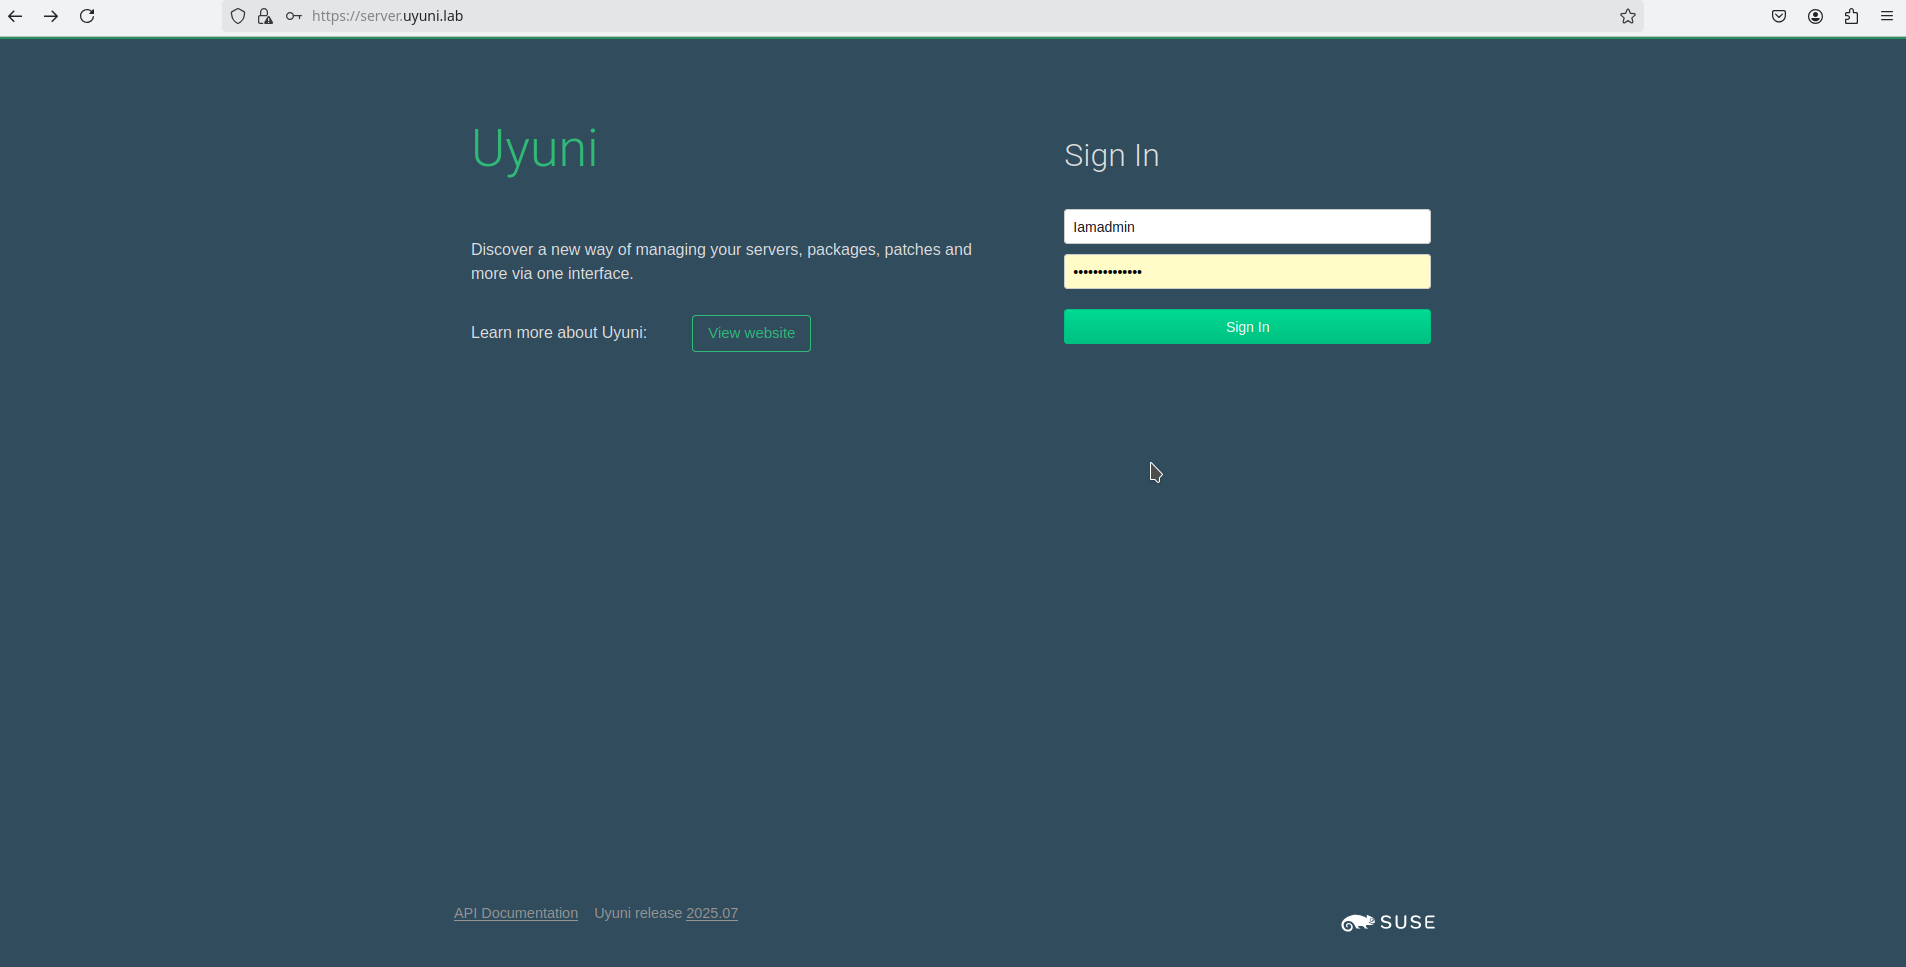 https://server.uyuni.lab
Uyuni
Discover a new way of managing your servers, packages, patches and
more via one interface.
Learn more about Uyuni:
View website
Sign In
Iamadmin
••••••••••••••
Sign In
API Documentation
Uyuni release 2025.07
SUSE